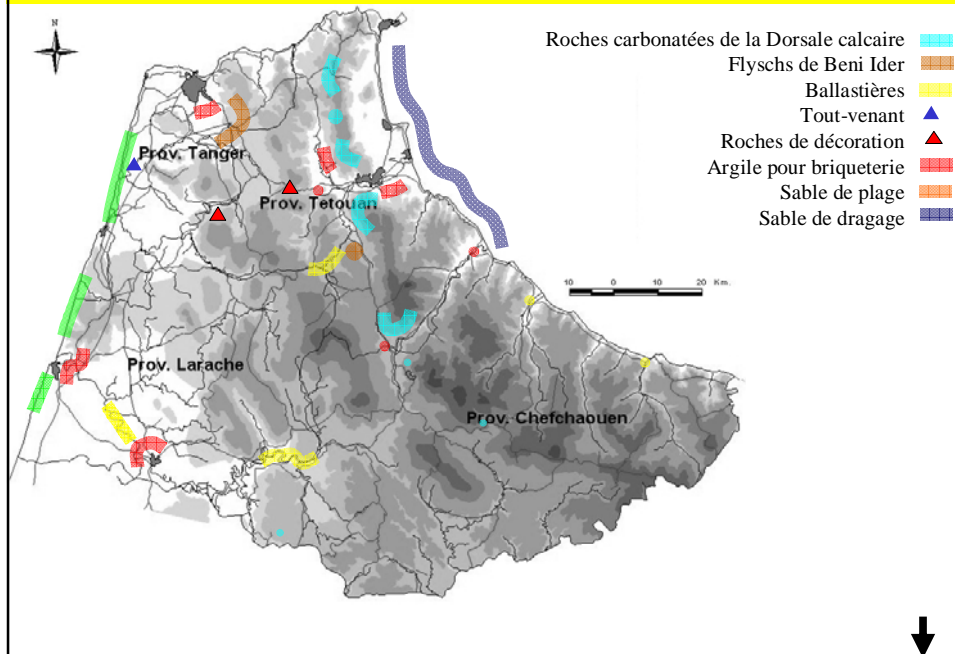 N
Roches carbonatées de la Dorsale calcaire
Flyschs de Beni Ider
Ballastières
Tout-venant
Roches de décoration
Argile pour briqueterie
Sable de plage
Sable de dragage
Prov. Tanger
Prov. Tetouan
10 0 10 20 Km.
Prov. Larache
Prov. Chefchaouen